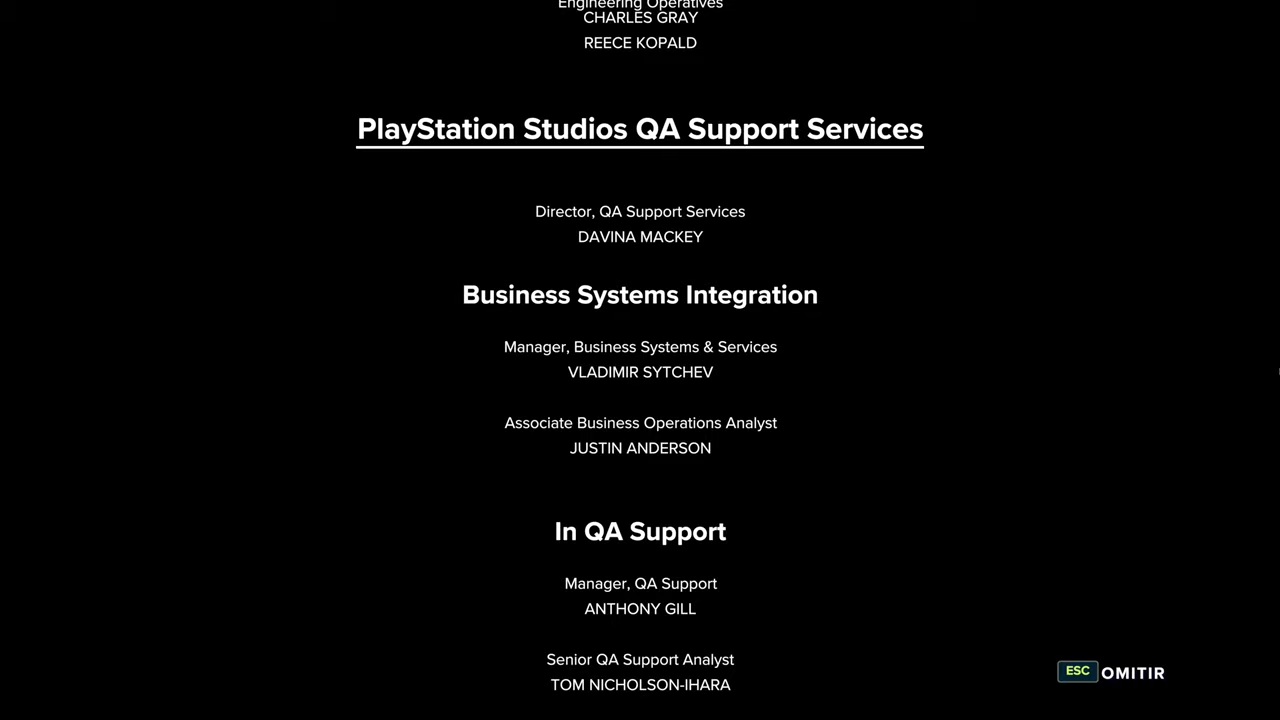 Engineering Operatives
CHARLES GRAY
REECE KOPALD
PlayStation Studios QA Support Services
Director, QA Support Services
DAVINA MACKEY
Business Systems Integration
Manager, Business Systems & Services
VLADIMIR SYTCHEV
Associate Business Operations Analyst
JUSTIN ANDERSON
In QA Support
Manager, QA Support
ANTHONY GILL
Senior QA Support Analyst
TOM NICHOLSON-IHARA
ESC OMITIR